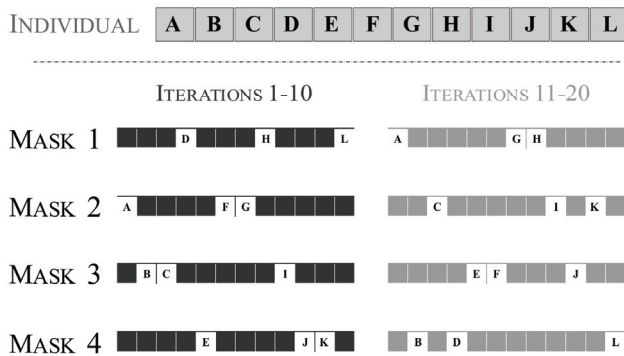 INDIVIDUAL A B C D E F G H I J K L
ITERATIONS 1-10 ITERATIONS 11-20
MASK 1 D H L A G H
MASK 2 A F G C I K
MASK 3 B C I E F J
MASK 4 E J K B D L